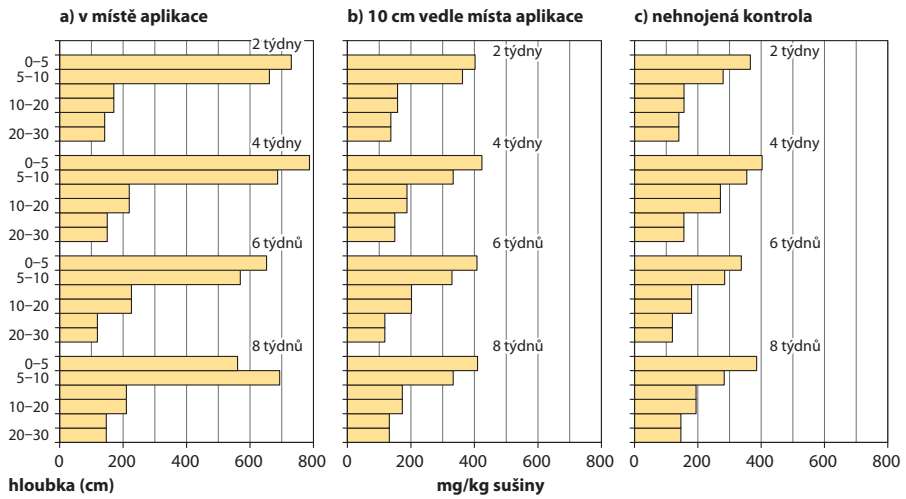 a) v místě aplikace
b) 10 cm vedle místa aplikace
c) nehnojená kontrola
2 týdny
2 týdny
2 týdny
0–5
5–10
10–20
20–30
4 týdny
4 týdny
4 týdny
0–5
5–10
10–20
20–30
6 týdnů
6 týdnů
6 týdnů
0–5
5–10
10–20
20–30
8 týdnů
8 týdnů
8 týdnů
0–5
5–10
10–20
20–30
0 200 400 600 800
0 200 400 600 800
0 200 400 600 800
hloubka (cm)
mg/kg sušiny